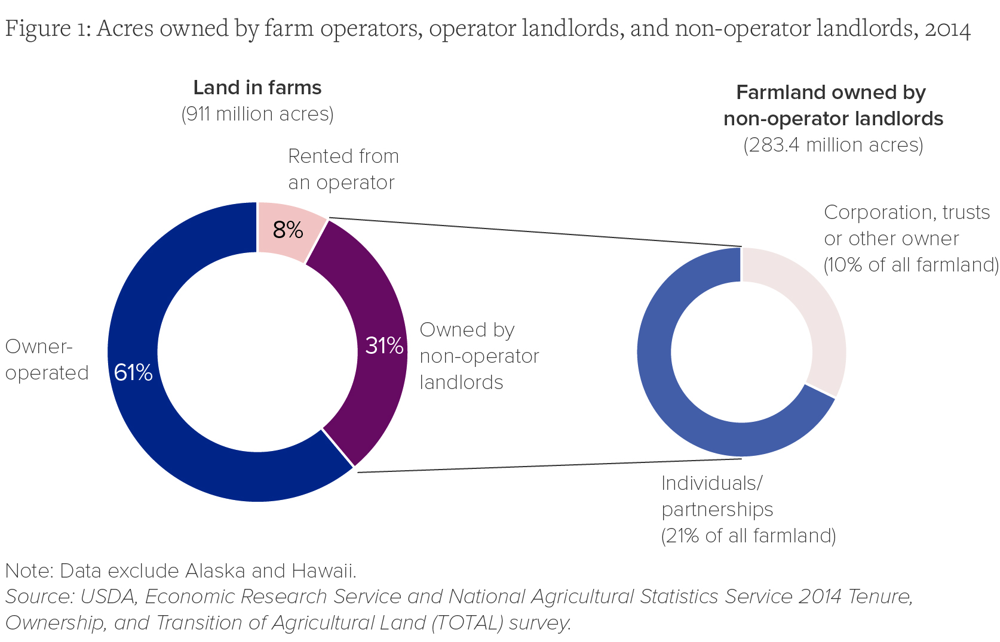 Figure 1: Acres owned by farm operators, operator landlords, and non-operator landlords, 2014
Land in farms
(911 million acres)
Farmland owned by
non-operator landlords
(283.4 million acres)
Rented from
an operator
8%
Corporation, trusts
or other owner
(10% of all farmland)
Owned by
non-operator
landlords
31%
Owner-
operated
61%
Individuals/
partnerships
(21% of all farmland)
Note: Data exclude Alaska and Hawaii.
Source: USDA, Economic Research Service and National Agricultural Statistics Service 2014 Tenure,
Ownership, and Transition of Agricultural Land (TOTAL) survey.